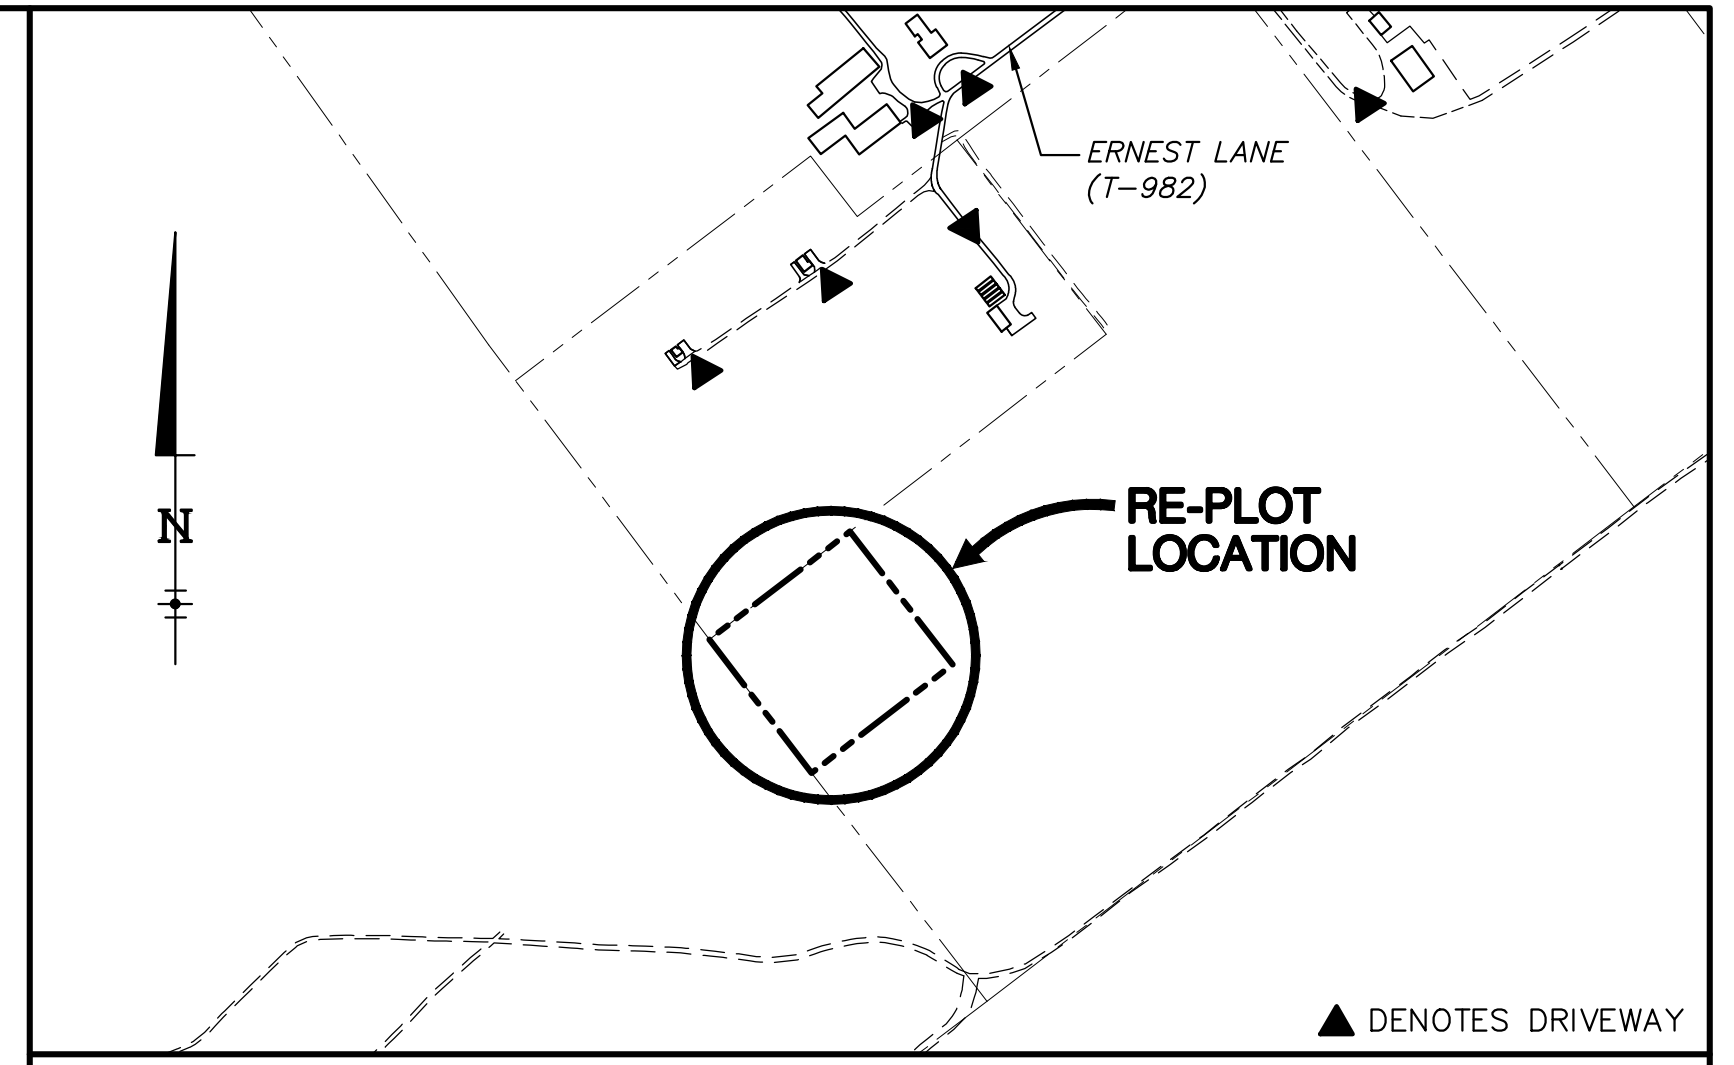 ERNEST LANE
(T-982)
RE-PLOT
LOCATION
N
DENOTES DRIVEWAY